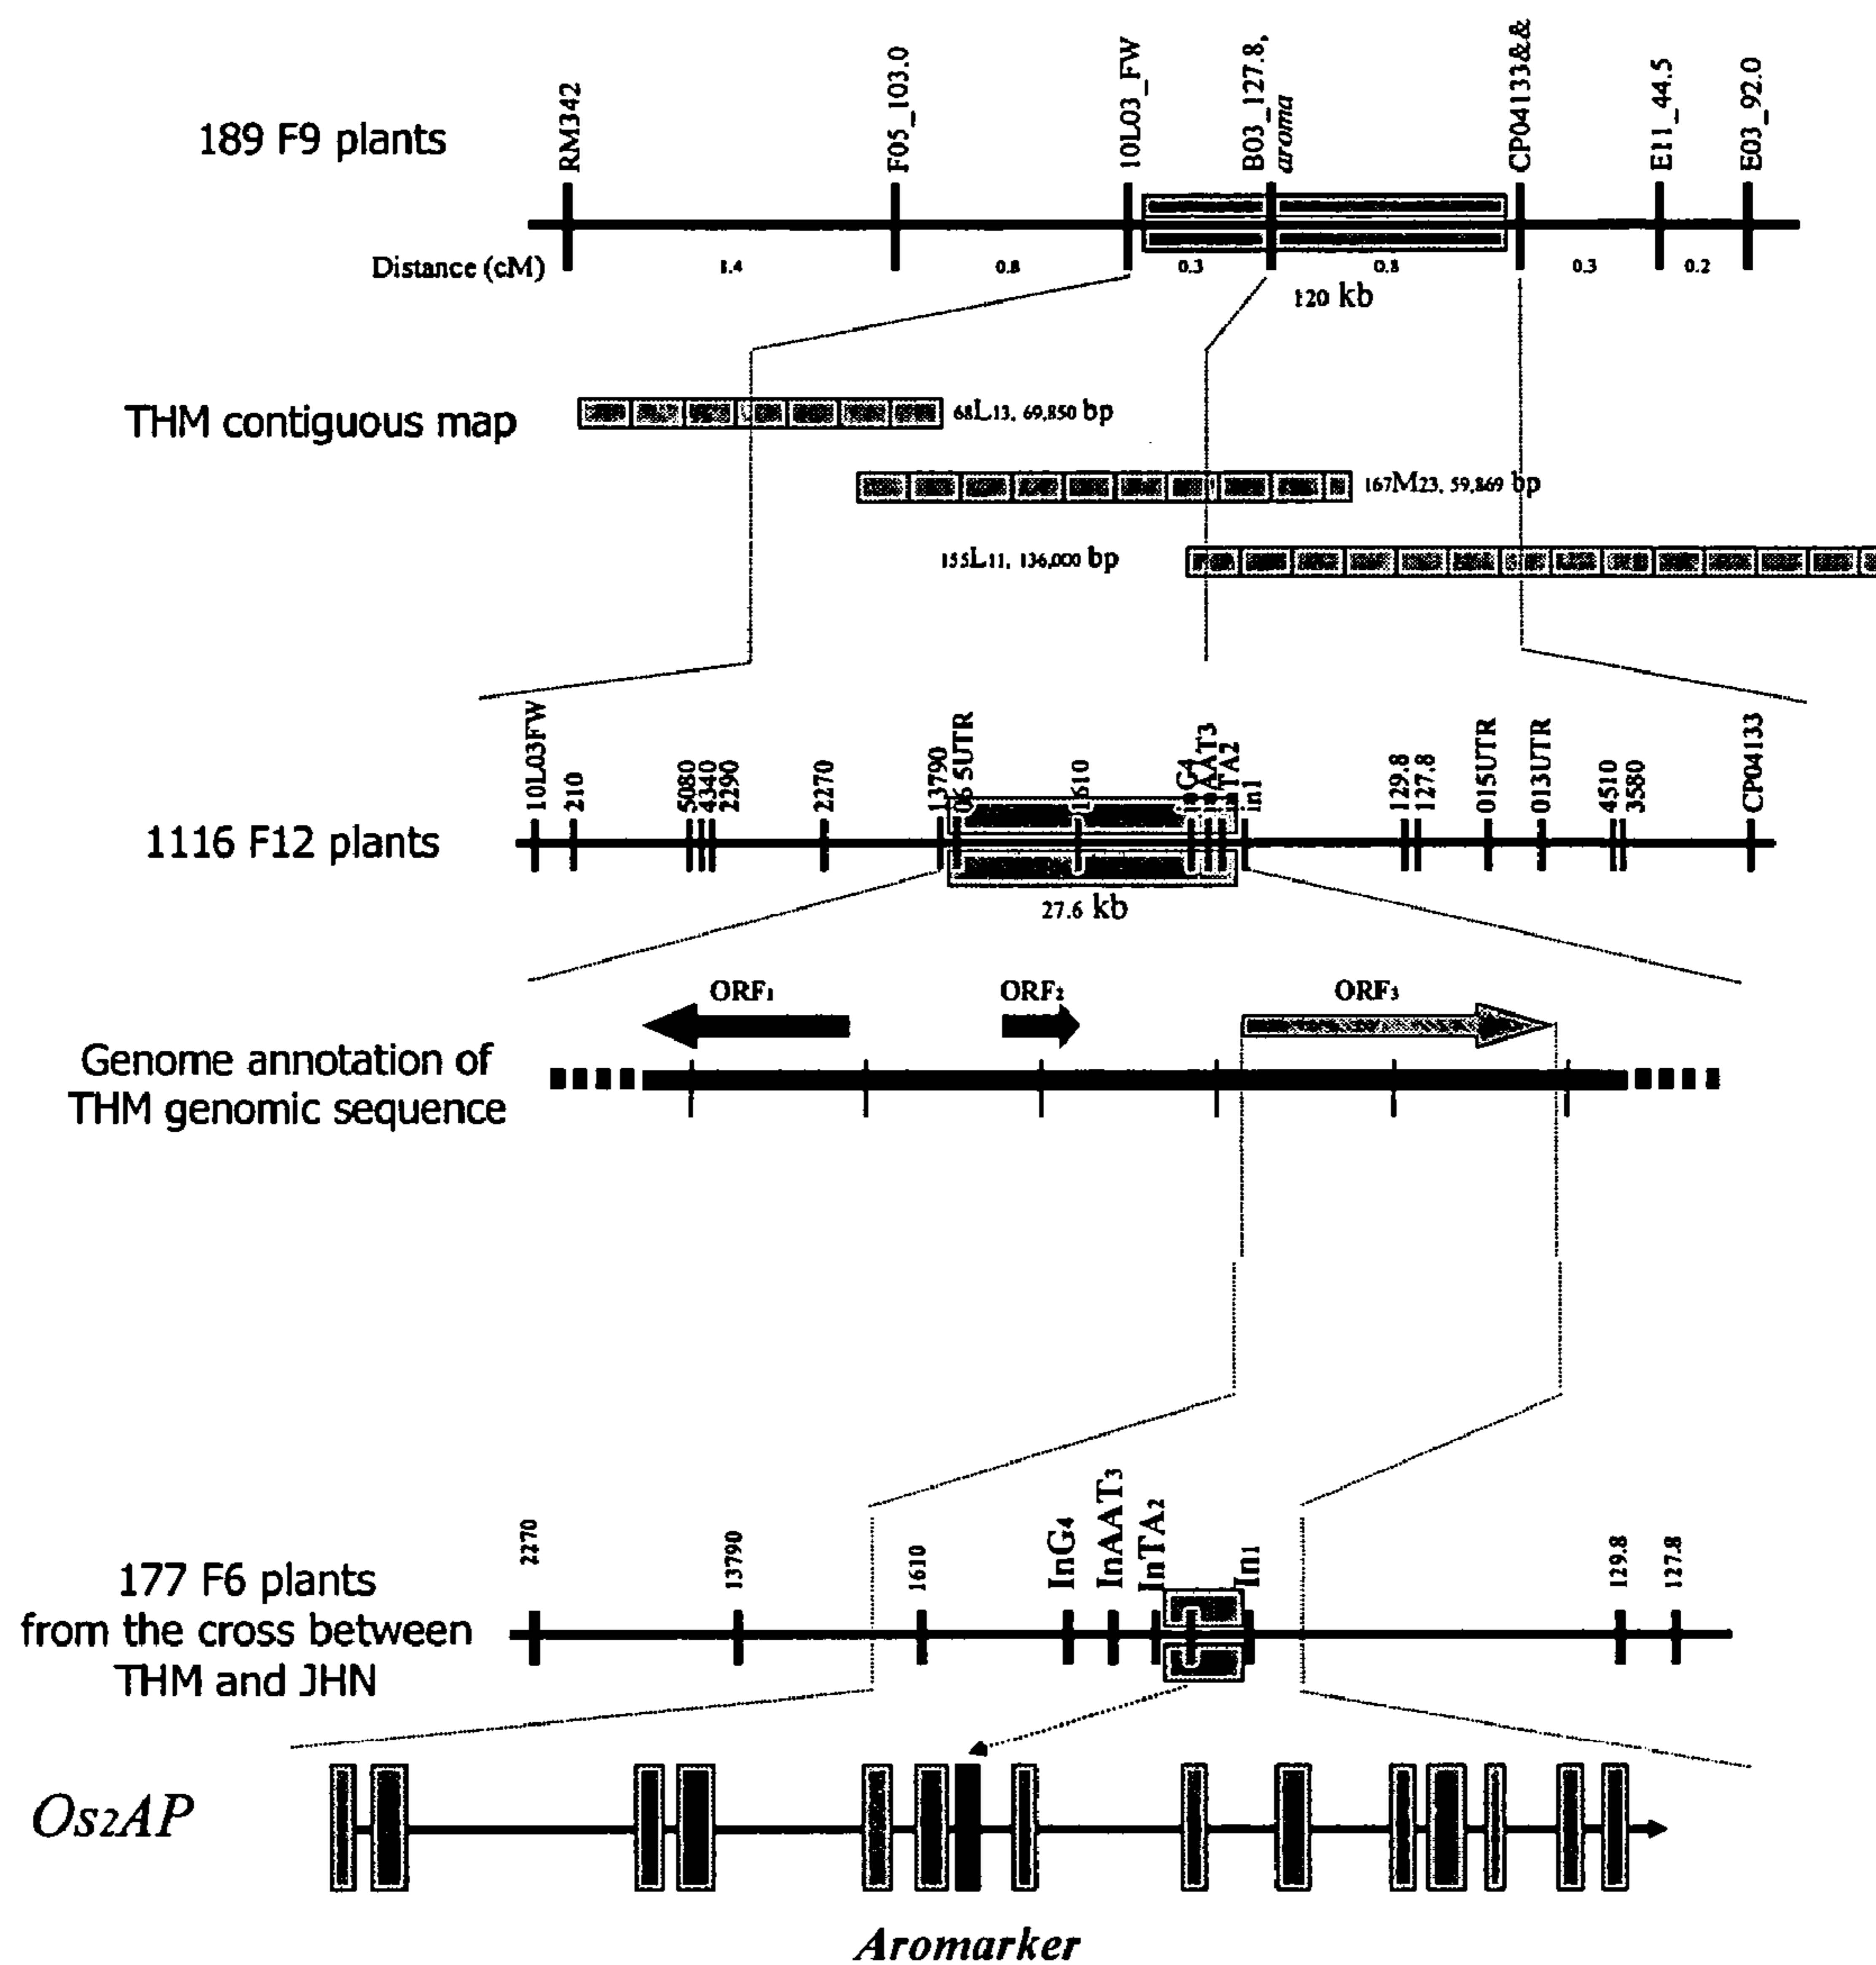 189 F9 plants
RM342
F05_103.0
10L03_FW
B03_127.8,
aroma
CP04133&&
E11_44.5
E03_92.0
Distance (cM)
0.8
0.3
0.8
0.3
0.2
120 kb
THM contiguous map
68L13, 69,850 bp
167M23, 59,869 bp
155L11, 136,000 bp
1116 F12 plants
10L03FW
210
5080
4340
2290
2270
13790
06 5UTR
1610
In1
129.8
127.8
015UTR
013UTR
4510
3580
CP04133
27.6 kb
ORF1
ORF2
ORF3
Genome annotation of
THM genomic sequence
177 F6 plants
from the cross between
THM and JHN
2270
13790
1610
InG4
InAAT3
InTA2
In1
129.8
127.8
Os2AP
Aromarker